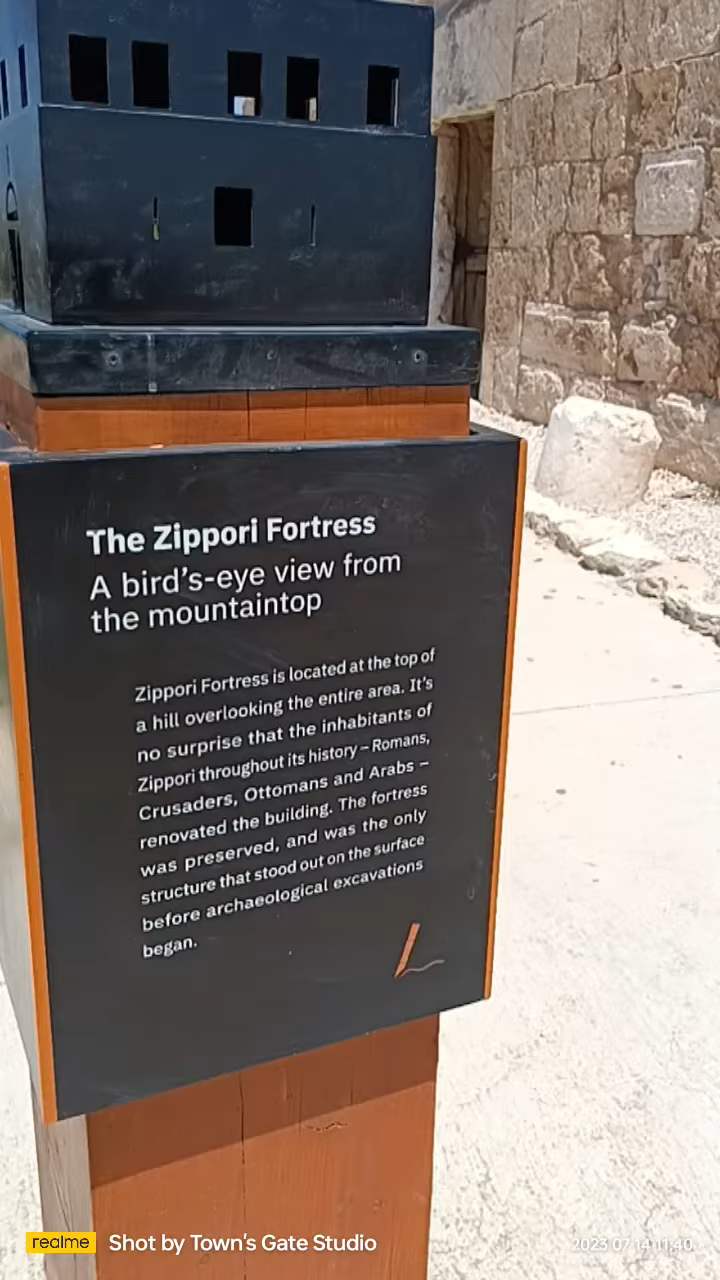 The Zippori Fortress
A bird's-eye view from
the mountaintop
Zippori Fortress is located at the top of
a hill overlooking the entire area. It's
no surprise that the inhabitants of
Zippori throughout its history – Romans,
Crusaders, Ottomans and Arabs –
renovated the building. The fortress
was preserved, and was the only
structure that stood out on the surface
before archaeological excavations
began.
realme Shot by Town's Gate Studio
2023 07 14 11:40